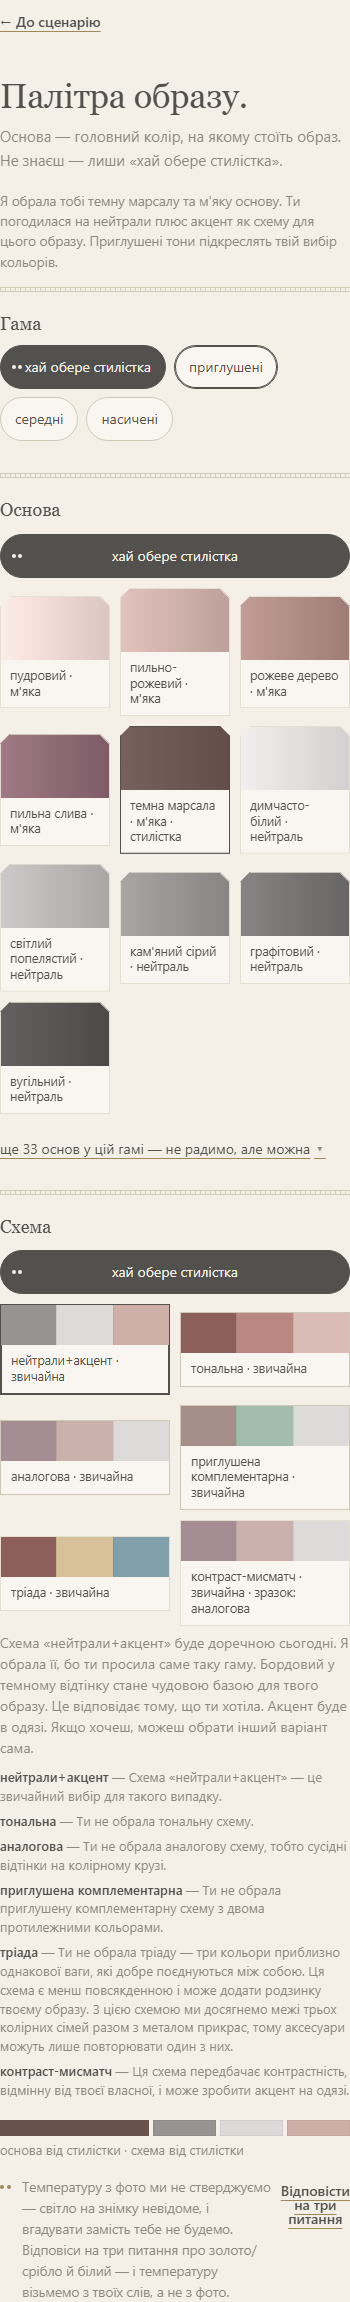 ← До сценарію
Палітра образу.
Основа — головний колір, на якому стоїть образ.
Не знаєш — лиши «хай обере стилістка».
Я обрала тобі темну марсалу та м'яку основу. Ти
погодилася на нейтрали плюс акцент як схему для
цього образу. Приглушені тони підкреслять твій вибір
кольорів.
Гама
хай обере стилістка
приглушені
середні
насичені
Основа
хай обере стилістка
пудровий ·
м'яка
пильно-
рожевий ·
м'яка
рожеве дерево
· м'яка
пильна слива ·
м'яка
темна марсала
· м'яка ·
стилістка
димчасто-
білий ·
нейтраль
світлий
попелястий ·
нейтраль
кам'яний сірий
· нейтраль
графітовий ·
нейтраль
вугільний ·
нейтраль
ще 33 основ у цій гамі — не радимо, але можна ▾
Схема
хай обере стилістка
нейтрали+акцент ·
звичайна
тональна · звичайна
аналогова · звичайна
приглушена
комплементарна ·
звичайна
тріада · звичайна
контраст-мисматч ·
звичайна · зразок:
аналогова
Схема «нейтрали+акцент» буде доречною сьогодні. Я
обрала її, бо ти просила саме таку гаму. Бордовий у
темному відтінку стане чудовою базою для твого
образу. Це відповідає тому, що ти хотіла. Акцент буде
в одязі. Якщо хочеш, можеш обрати інший варіант
сама.
нейтрали+акцент — Схема «нейтрали+акцент» — це
звичайний вибір для такого випадку.
тональна — Ти не обрала тональну схему.
аналогова — Ти не обрала аналогову схему, тобто сусідні
відтінки на колірному крузі.
приглушена комплементарна — Ти не обрала
приглушену комплементарну схему з двома
протилежними кольорами.
тріада — Ти не обрала тріаду — три кольори приблизно
однакової ваги, які добре поєднуються між собою. Ця
схема є менш повсякденною і може додати родзинку
твоєму образу. З цією схемою ми досягнемо межі трьох
колірних сімей разом з металом прикрас, тому аксесуари
можуть лише повторювати один з них.
контраст-мисматч — Ця схема передбачає контрастність,
відмінну від твоєї власної, і може зробити акцент на одязі.
основа від стилістки · схема від стилістки
Температуру з фото ми не стверджуємо
— світло на знімку невідоме, і
вгадувати замість тебе не будемо.
Відповіси на три питання про золото/
срібло й білий — і температуру
візьмемо з твоїх слів, а не з фото.
Відповісти
на три
питання